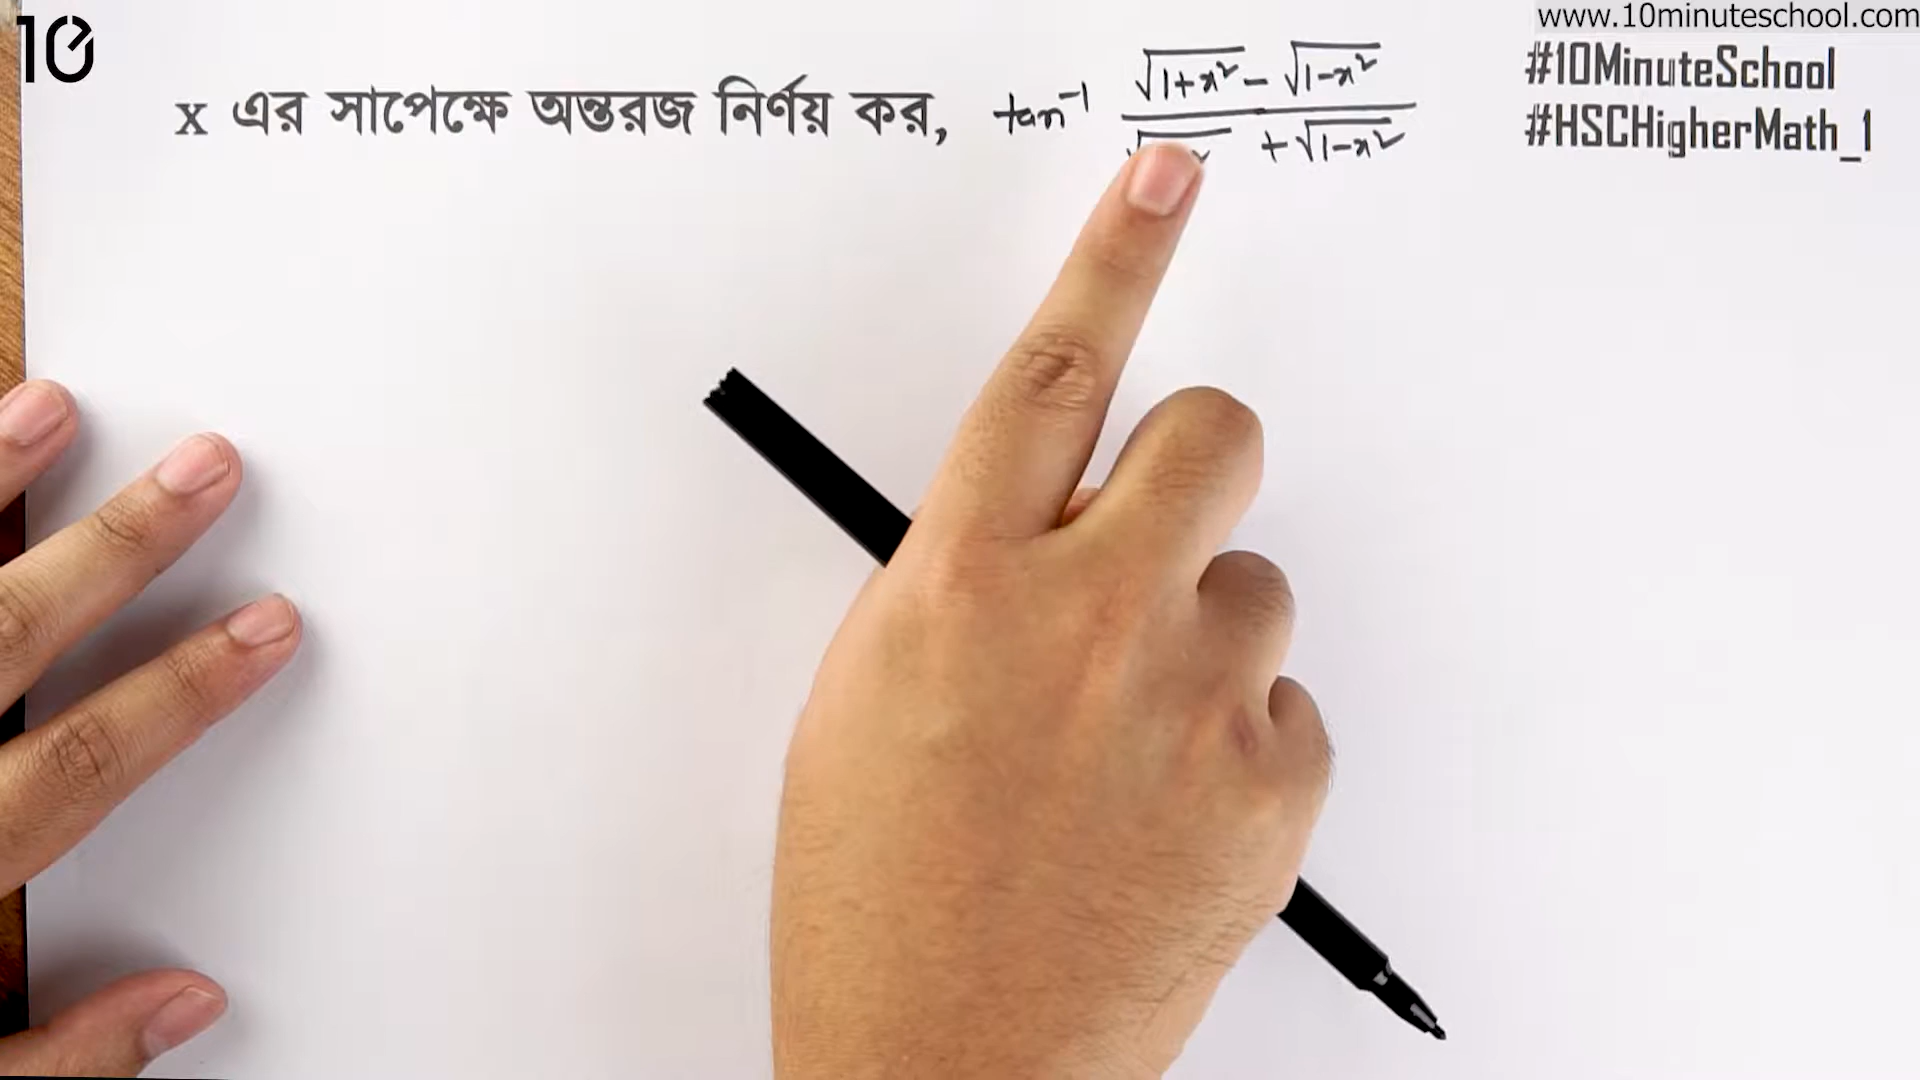 10
www.10minuteschool.com
#10MinuteSchool
#HSCHigherMath_1
x এর সাপেক্ষে অন্তরজ নির্ণয় কর, tan⁻¹ (√(1+x²) − √(1−x²)) / (√ ² + √(1−x²))